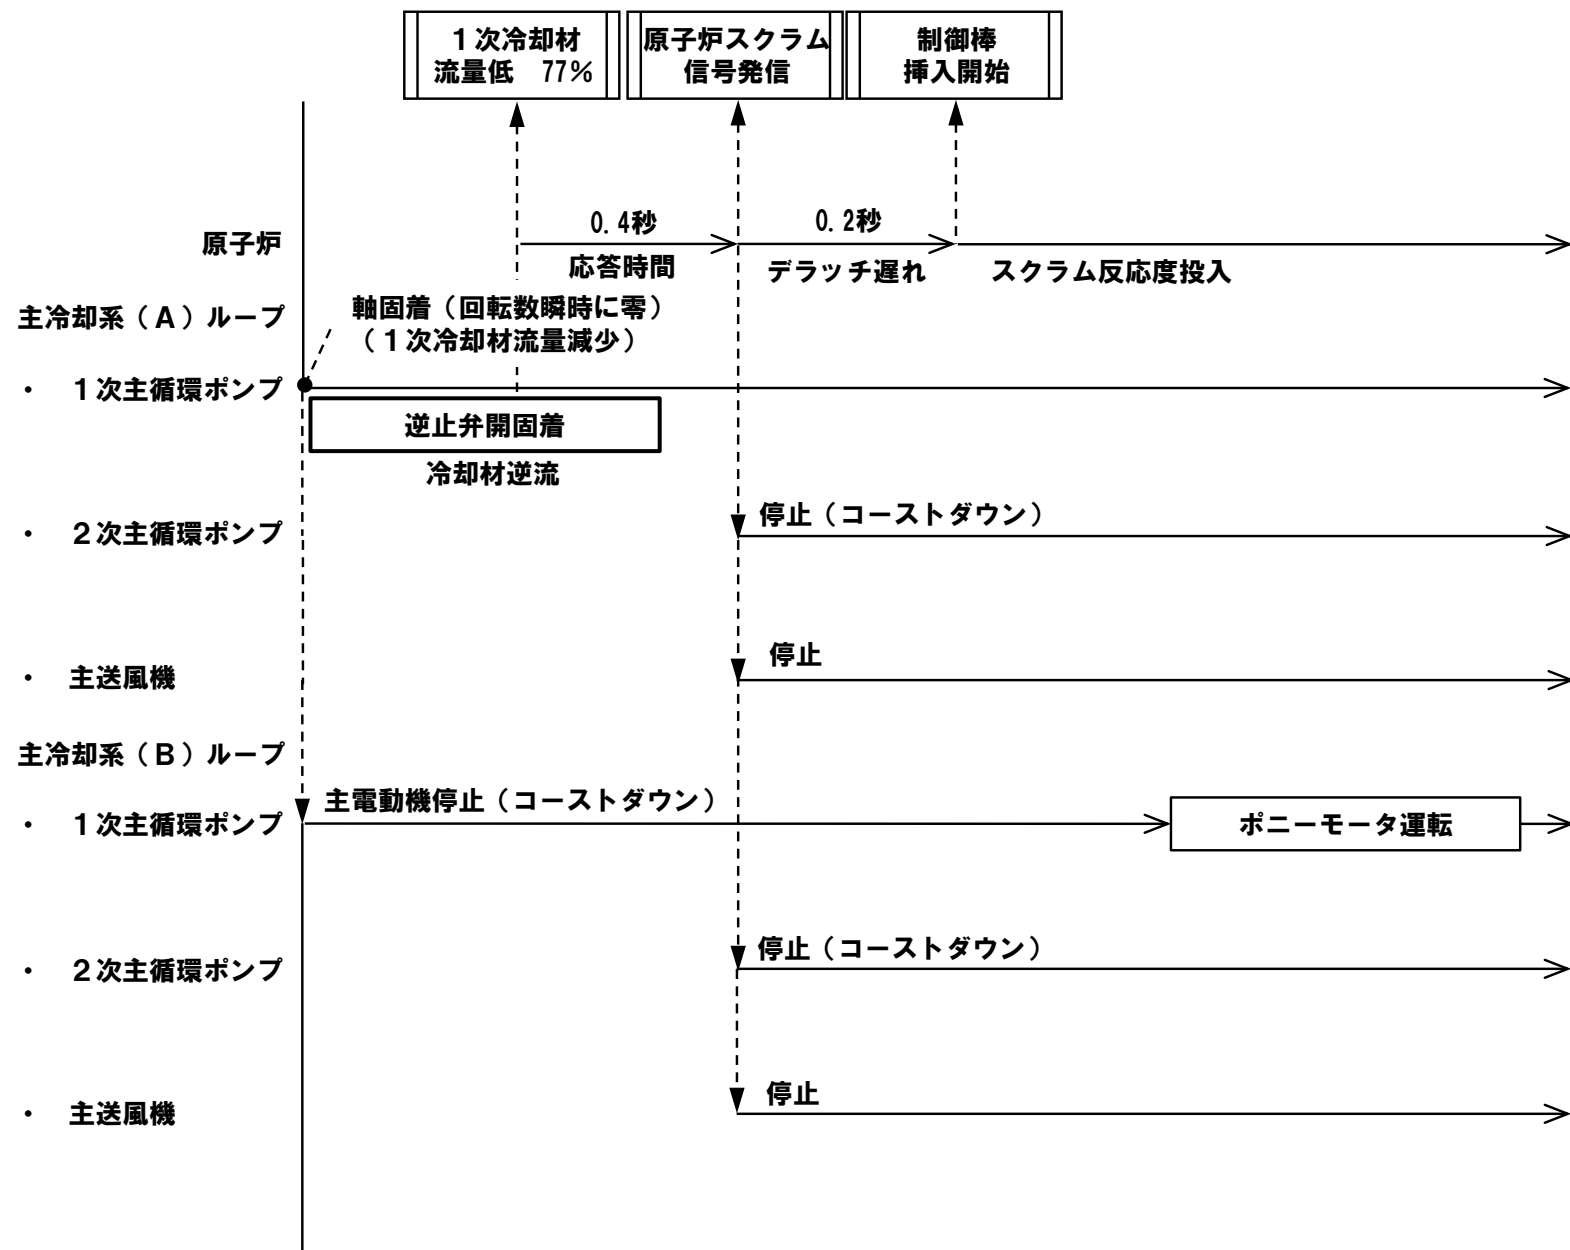 １次冷却材
流量低　77％
原子炉スクラム
信号発信
制御棒
挿入開始
0.4秒
0.2秒
原子炉
応答時間
デラッチ遅れ
スクラム反応度投入
主冷却系（Ａ）ループ
軸固着（回転数瞬時に零）
（１次冷却材流量減少）
・　１次主循環ポンプ
逆止弁開固着
冷却材逆流
・　２次主循環ポンプ
停止（コーストダウン）
・　主送風機
停止
主冷却系（Ｂ）ループ
・　１次主循環ポンプ
主電動機停止（コーストダウン）
ポニーモータ運転
・　２次主循環ポンプ
停止（コーストダウン）
・　主送風機
停止